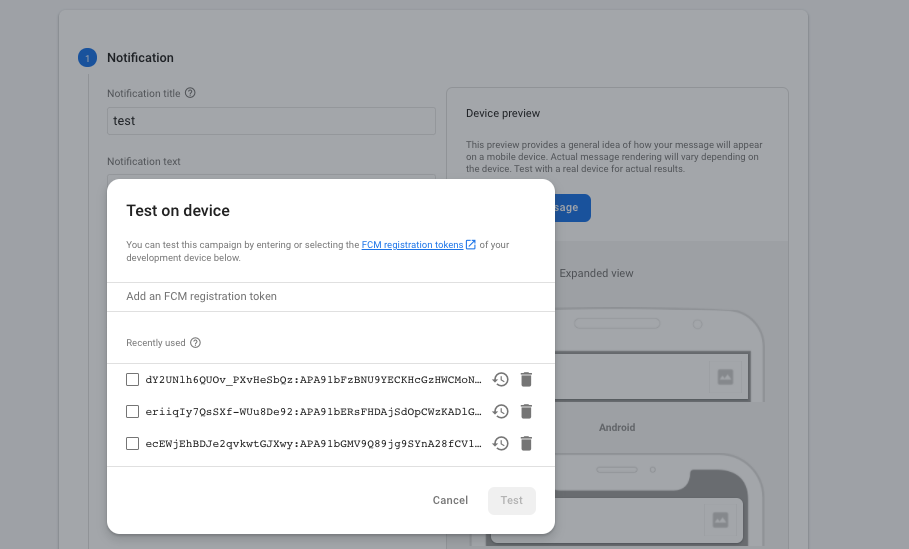 1 Notification
Notification title
test
Notification text
Device preview
This preview provides a general idea of how your message will appear
on a mobile device. Actual message rendering will vary depending on
the device. Test with a real device for actual results.
sage
Expanded view
Android
Test on device
You can test this campaign by entering or selecting the FCM registration tokens of your
development device below.
Add an FCM registration token
Recently used
dY2UNlh6QUOv_PXvHeSbQz:APA91bFzBNU9YECKHcGzHWCMoN…
eriiqIy7QsSXf-WUu8De92:APA91bERsFHDAjSdOpCWzKADlG…
ecEWjEhBDJe2qvkwtGJXwy:APA91bGMV9Q89jg9SYnA28fCVl…
Cancel
Test